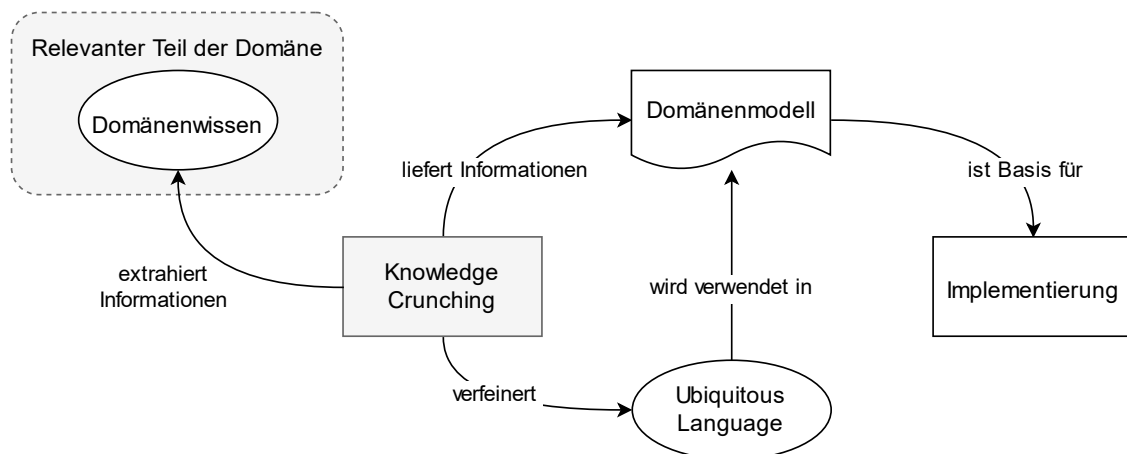 Relevanter Teil der Domäne
Domänenwissen
Domänenmodell
liefert Informationen
ist Basis für
extrahiert
Informationen
Knowledge
Crunching
wird verwendet in
Implementierung
verfeinert
Ubiquitous
Language